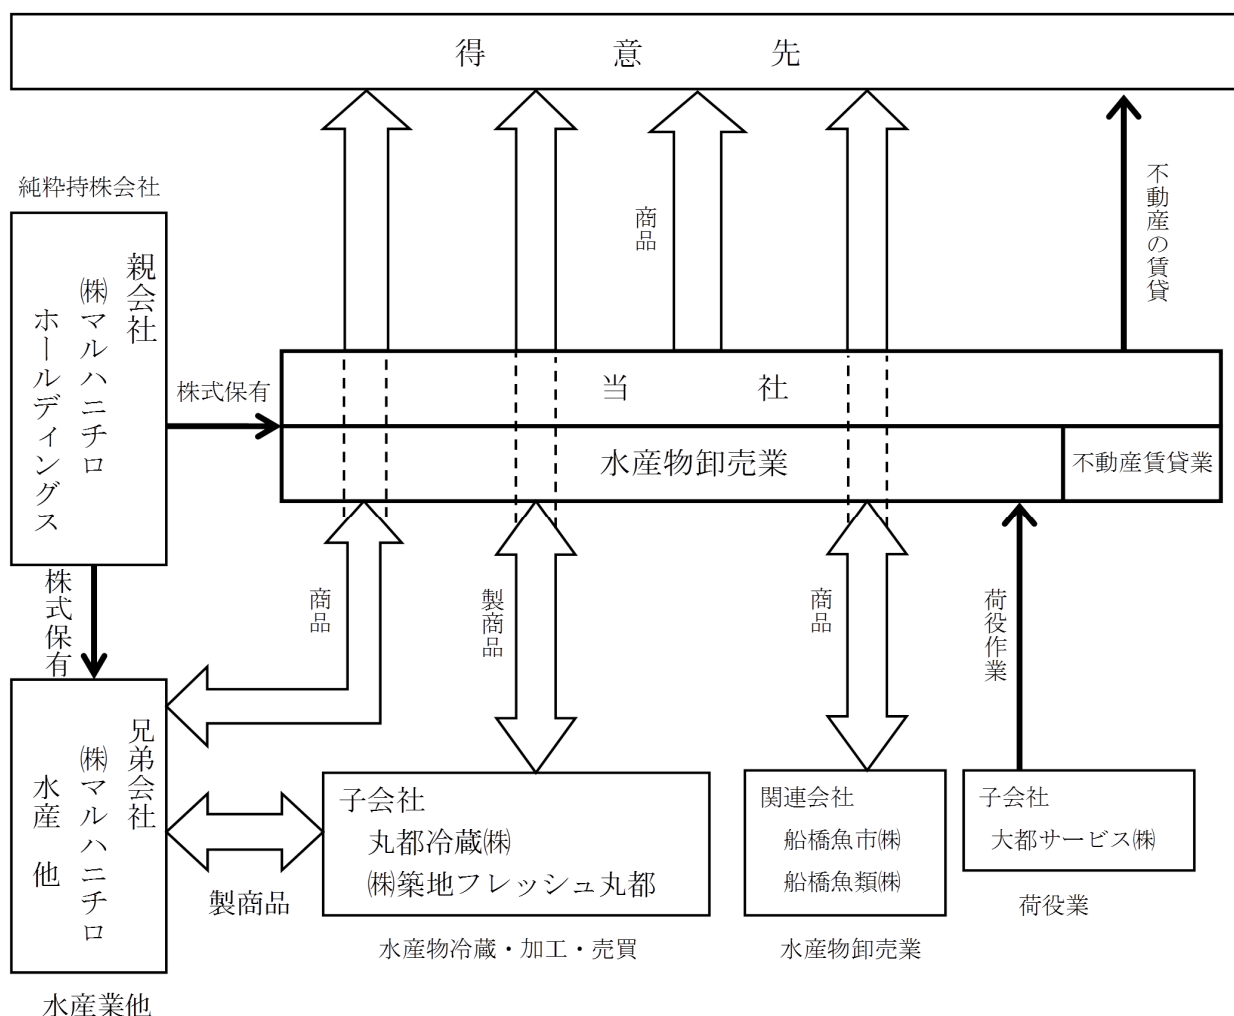 得意先
純粋持株会社
親会社
㈱マルハニチロ
ホールディングス
株式保有
商品
不動産の賃貸
当社
水産物卸売業
不動産賃貸業
株式保有
商品
製商品
商品
荷役作業
兄弟会社
㈱マルハニチロ
水産 他
水産業他
製商品
子会社
丸都冷蔵㈱
㈱築地フレッシュ丸都
水産物冷蔵・加工・売買
関連会社
船橋魚市㈱
船橋魚類㈱
水産物卸売業
子会社
大都サービス㈱
荷役業